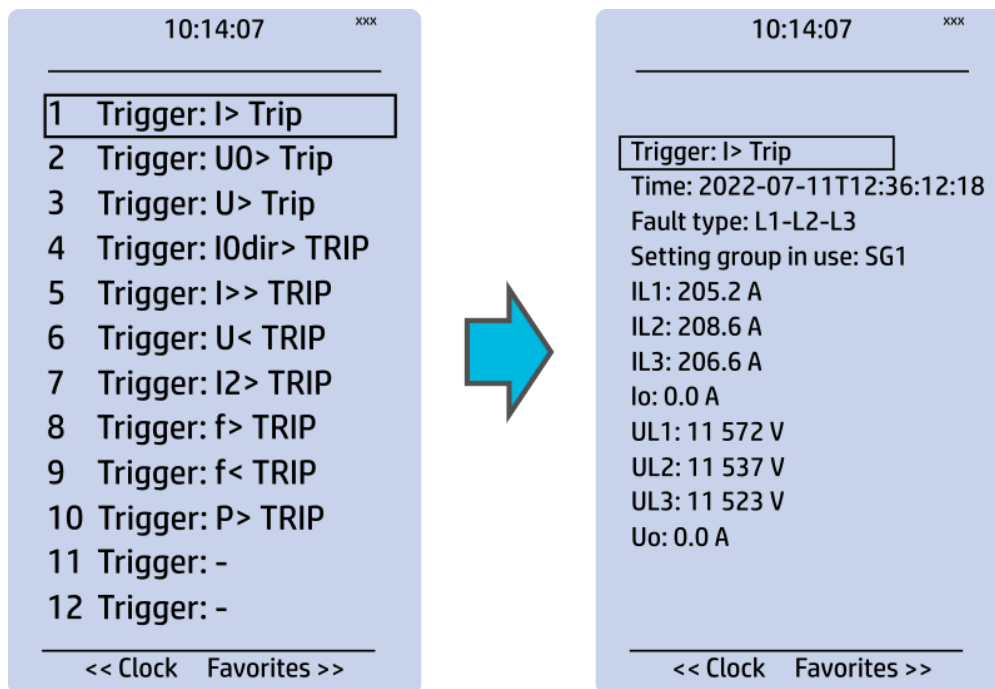 10:14:07 xxx
1 Trigger: I> Trip
2 Trigger: U0> Trip
3 Trigger: U> Trip
4 Trigger: I0dir> TRIP
5 Trigger: I>> TRIP
6 Trigger: U< TRIP
7 Trigger: I2> TRIP
8 Trigger: f> TRIP
9 Trigger: f< TRIP
10 Trigger: P> TRIP
11 Trigger: -
12 Trigger: -
<< Clock Favorites >>
10:14:07 xxx
Trigger: I> Trip
Time: 2022-07-11T12:36:12:18
Fault type: L1-L2-L3
Setting group in use: SG1
IL1: 205.2 A
IL2: 208.6 A
IL3: 206.6 A
Io: 0.0 A
UL1: 11 572 V
UL2: 11 537 V
UL3: 11 523 V
Uo: 0.0 A
<< Clock Favorites >>